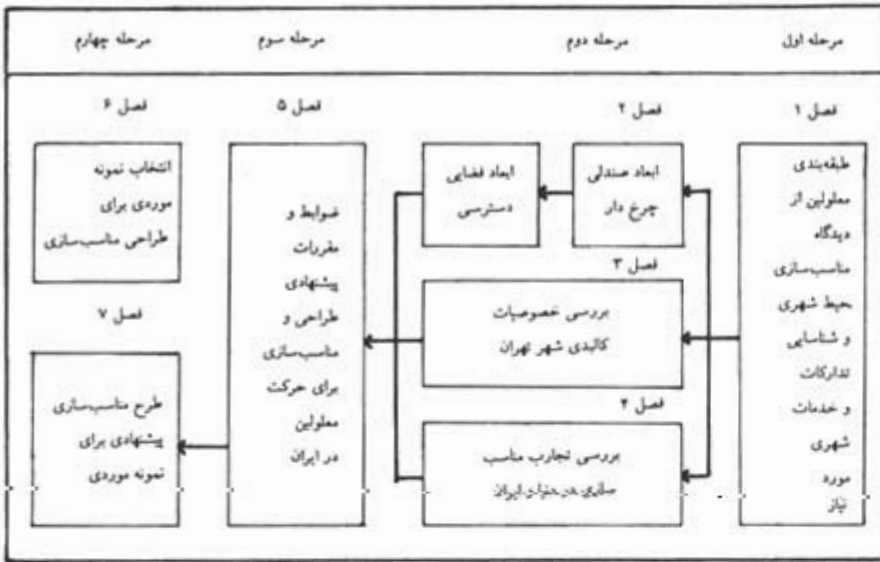 مرحله اول
مرحله دوم
مرحله سوم
مرحله چهارم
فصل ۱
طبقه‌بندی
معلولین از
دیدگاه
مناسب‌سازی
محیط شهری
و شناسایی
تدارکات
و خدمات
شهری
مورد
نیاز
فصل ۲
ابعاد صندلی
چرخ دار
ابعاد فضایی
دسترسی
فصل ۳
بررسی خصوصیات
کالبدی شهر تهران
فصل ۴
بررسی تجارب مناسب
سازی در ایران
فصل ۵
ضوابط و
مقررات
پیشنهادی
طراحی و
مناسب‌سازی
برای حرکت
معلولین
در ایران
فصل ۶
انتخاب نمونه
موردی برای
طراحی مناسب‌سازی
فصل ۷
طرح مناسب‌سازی
پیشنهادی برای
نمونه موردی